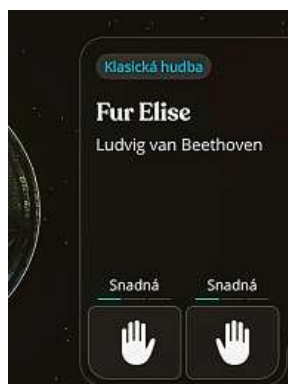 Klasická hudba
Fur Elise
Ludvig van Beethoven
Snadná Snadná